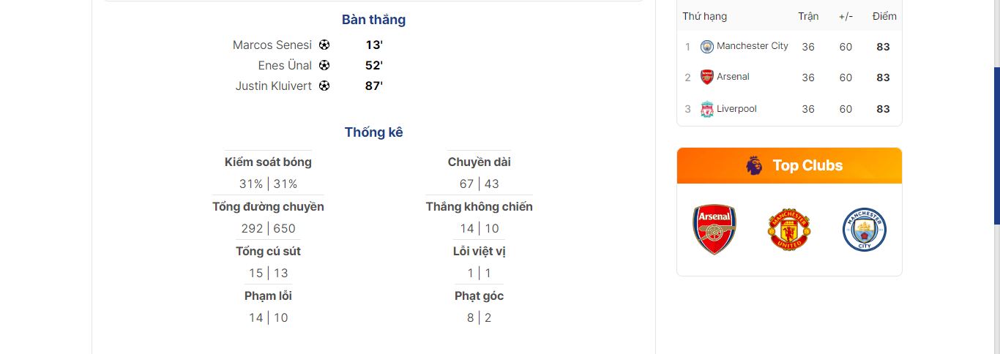 Bàn thắng
Marcos Senesi 13'
Enes Ünal 52'
Justin Kluivert 87'
Thống kê
Kiểm soát bóng
31% | 31%
Chuyền dài
67 | 43
Tổng đường chuyền
292 | 650
Thắng không chiến
14 | 10
Tổng cú sút
15 | 13
Lỗi việt vị
1 | 1
Phạm lỗi
14 | 10
Phạt góc
8 | 2
Thứ hạng Trận +/- Điểm
1 Manchester City 36 60 83
2 Arsenal 36 60 83
3 Liverpool 36 60 83
Top Clubs
Arsenal
MANCHESTER
UNITED
MANCHESTER
CITY